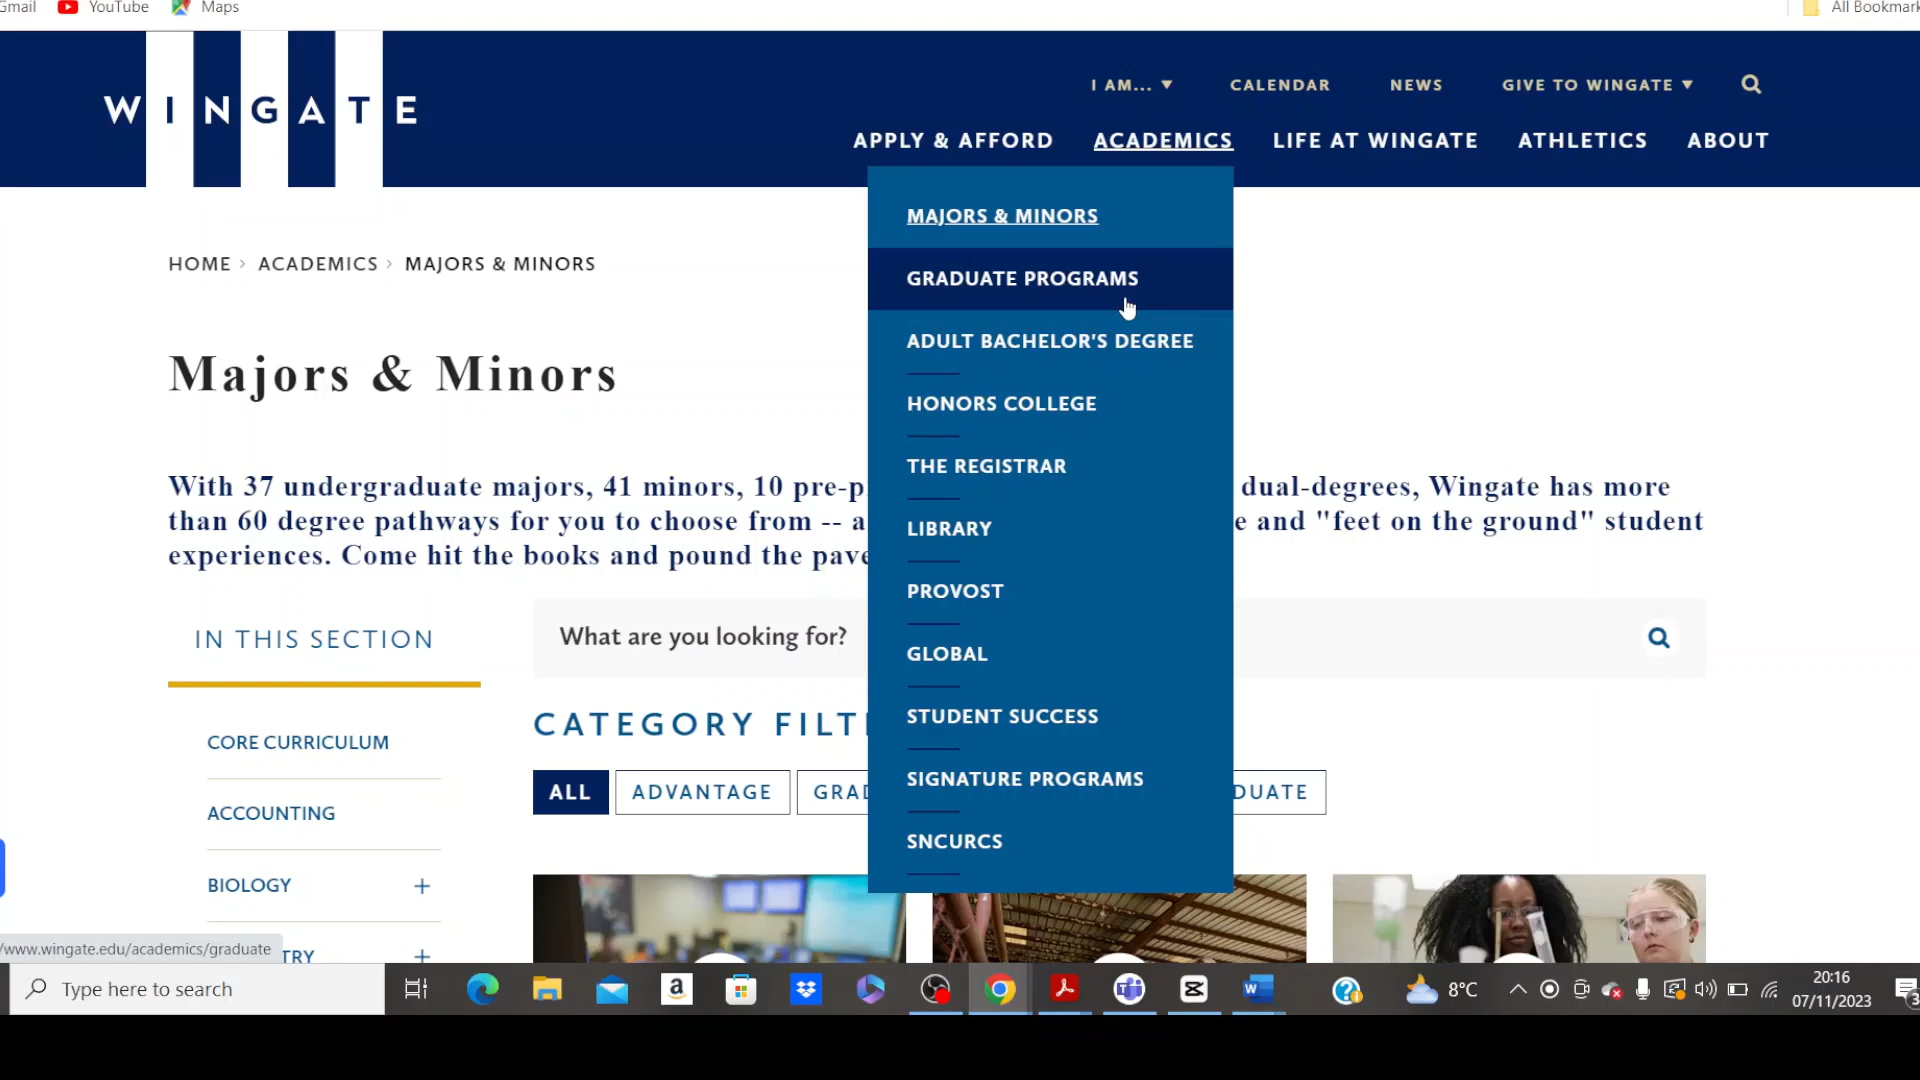 Gmail YouTube Maps All Bookmark
WINGATE
I AM... CALENDAR NEWS GIVE TO WINGATE
APPLY & AFFORD ACADEMICS LIFE AT WINGATE ATHLETICS ABOUT
MAJORS & MINORS
GRADUATE PROGRAMS
ADULT BACHELOR'S DEGREE
HONORS COLLEGE
THE REGISTRAR
LIBRARY
PROVOST
GLOBAL
STUDENT SUCCESS
SIGNATURE PROGRAMS
SNCURCS
HOME > ACADEMICS > MAJORS & MINORS
Majors & Minors
With 37 undergraduate majors, 41 minors, 10 pre-p dual-degrees, Wingate has more
than 60 degree pathways for you to choose from -- a e and "feet on the ground" student
experiences. Come hit the books and pound the pave
IN THIS SECTION
CORE CURRICULUM
ACCOUNTING
BIOLOGY +
TRY +
What are you looking for?
CATEGORY FILT
ALL ADVANTAGE GRAD DUATE
/www.wingate.edu/academics/graduate
Type here to search
8°C
20:16
07/11/2023
3